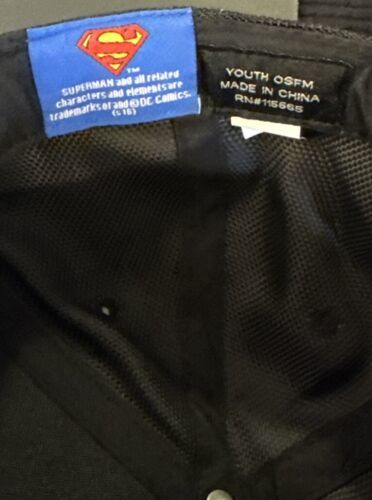 TM
SUPERMAN and all related
characters and elements are
trademarks of and © DC Comics.
(s16)
YOUTH OSFM
MADE IN CHINA
RN#115665